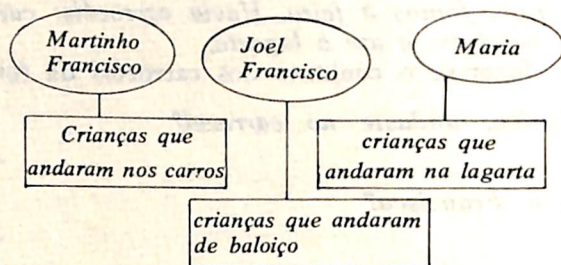 Martinho
Francisco
Joel
Francisco
Maria
Crianças que
andaram nos carros
crianças que
andaram na lagarta
crianças que andaram
de baloiço